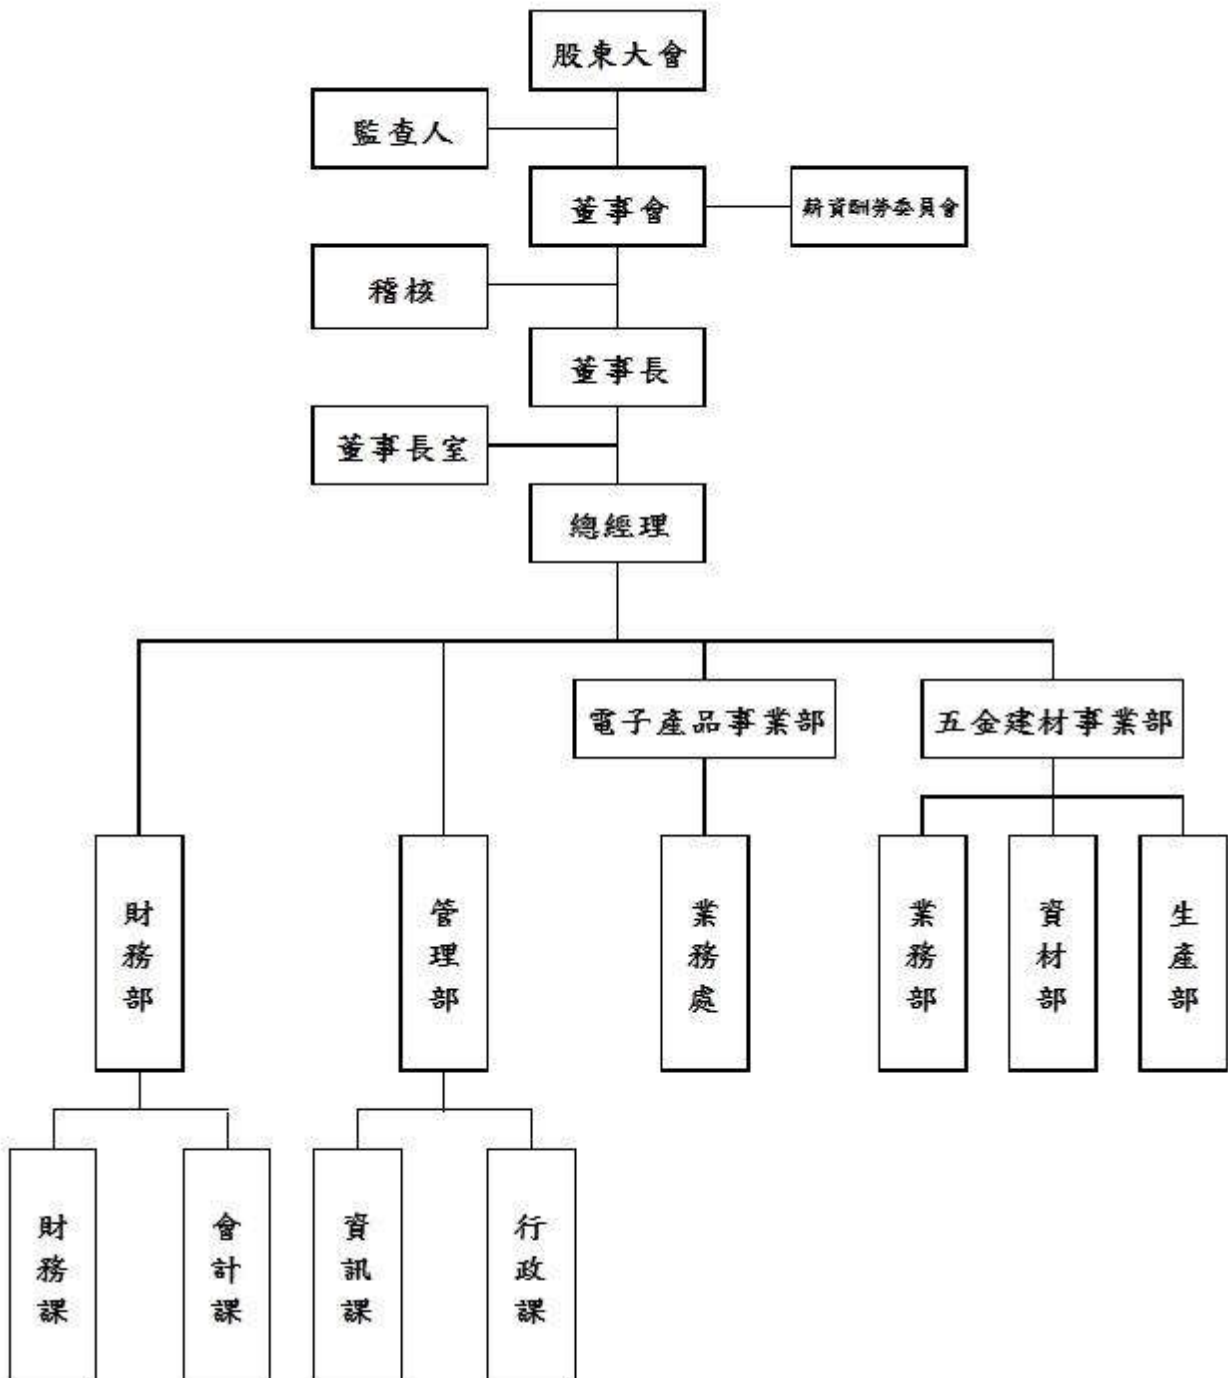 股東大會
監查人
董事會
薪資酬勞委員會
稽核
董事長
董事長室
總經理
電子產品事業部
五金建材事業部
財務部
管理部
業務處
業務部
資材部
生產部
財務課
會計課
資訊課
行政課